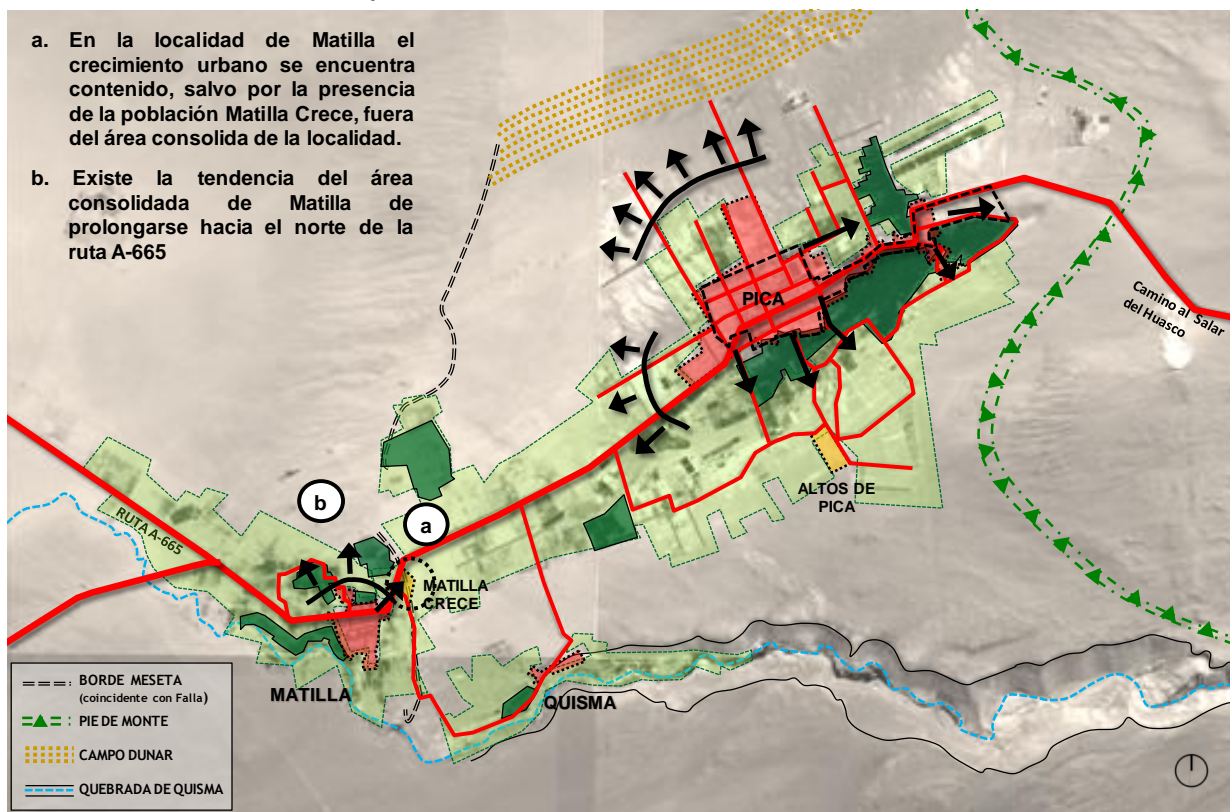 a. En la localidad de Matilla el
crecimiento urbano se encuentra
contenido, salvo por la presencia
de la población Matilla Crece, fuera
del área consolida de la localidad.
b. Existe la tendencia del área
consolidada de Matilla de
prolongarse hacia el norte de la
ruta A-665
PICA
Camino al Salar
del Huasco
ALTOS DE
PICA
b
a
RUTA A-665
MATILLA
CRECE
MATILLA
QUISMA
BORDE MESETA
(coincidente con Falla)
PIE DE MONTE
CAMPO DUNAR
QUEBRADA DE QUISMA